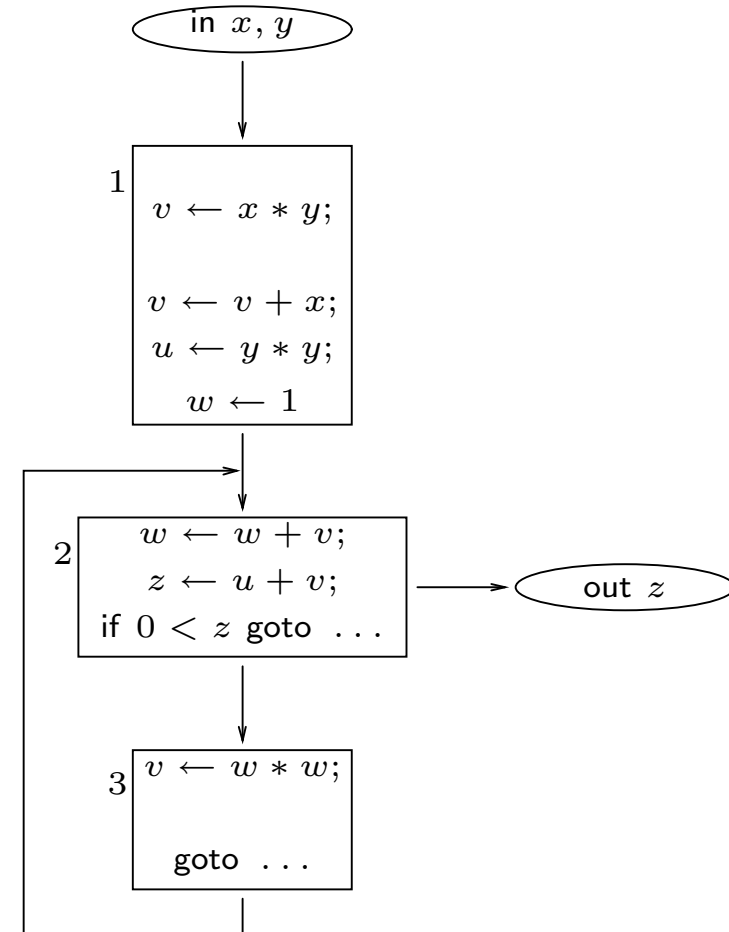 in x, y
1
v ← x ∗ y;
v ← v + x;
u ← y ∗ y;
w ← 1
2
w ← w + v;
z ← u + v;
if 0 < z goto ...
out z
3
v ← w ∗ w;
goto ...